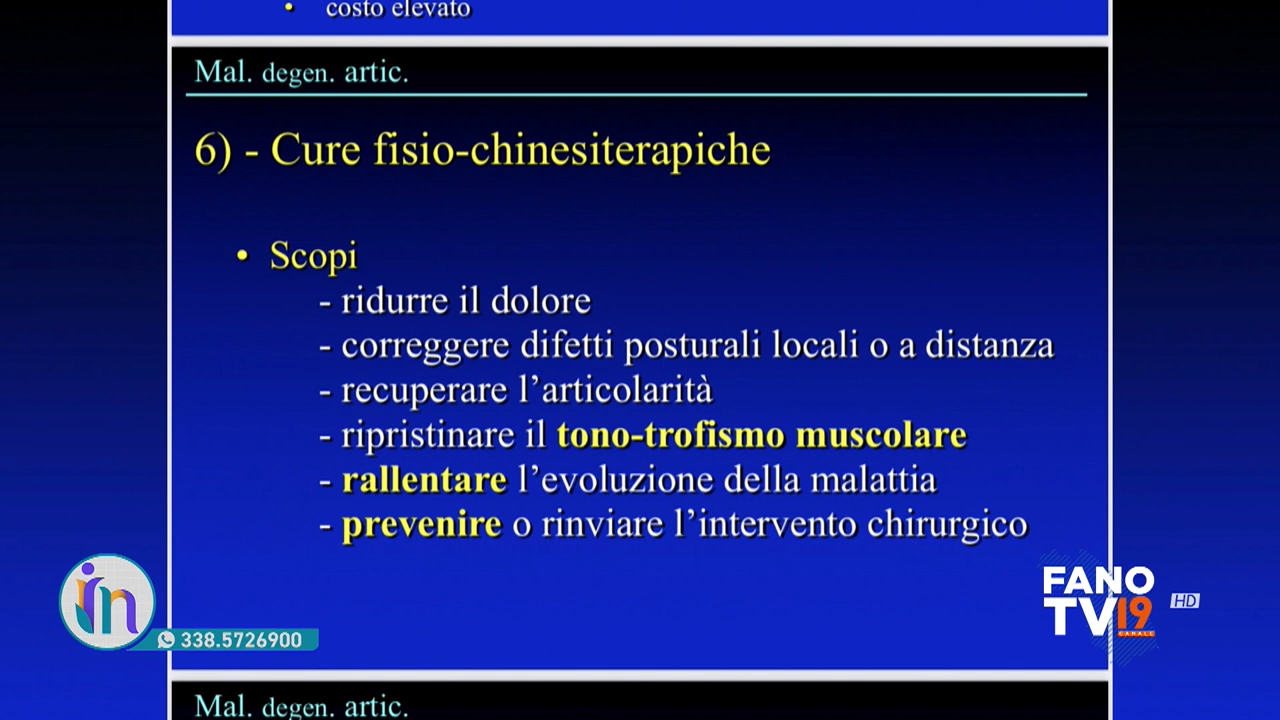 • costo elevato
Mal. degen. artic.
6) - Cure fisio-chinesiterapiche
• Scopi
- ridurre il dolore
- correggere difetti posturali locali o a distanza
- recuperare l’articolarità
- ripristinare il tono-trofismo muscolare
- rallentare l’evoluzione della malattia
- prevenire o rinviare l’intervento chirurgico
in
338.5726900
FANO
TV19
CANALE
HD
Mal. degen. artic.